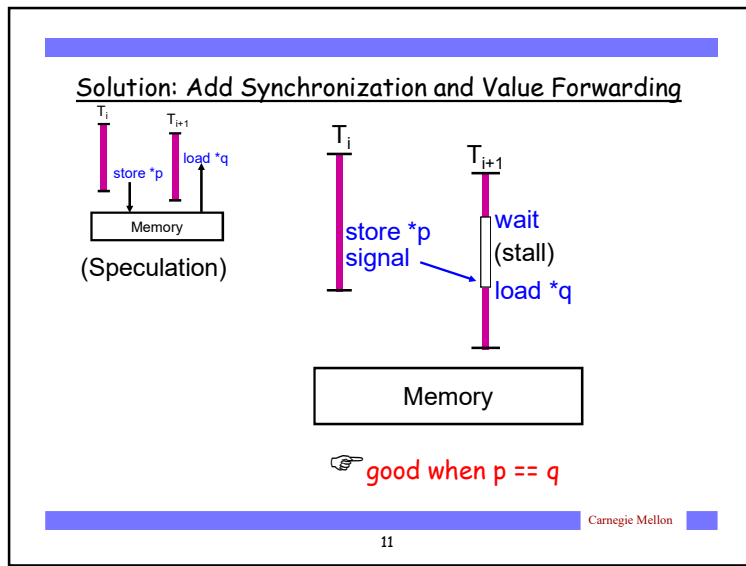 Solution: Add Synchronization and Value Forwarding
Ti
Ti+1
store *p
load *q
Memory
(Speculation)
Ti
Ti+1
store *p
signal
wait
(stall)
load *q
Memory
☞ good when p == q
Carnegie Mellon
11